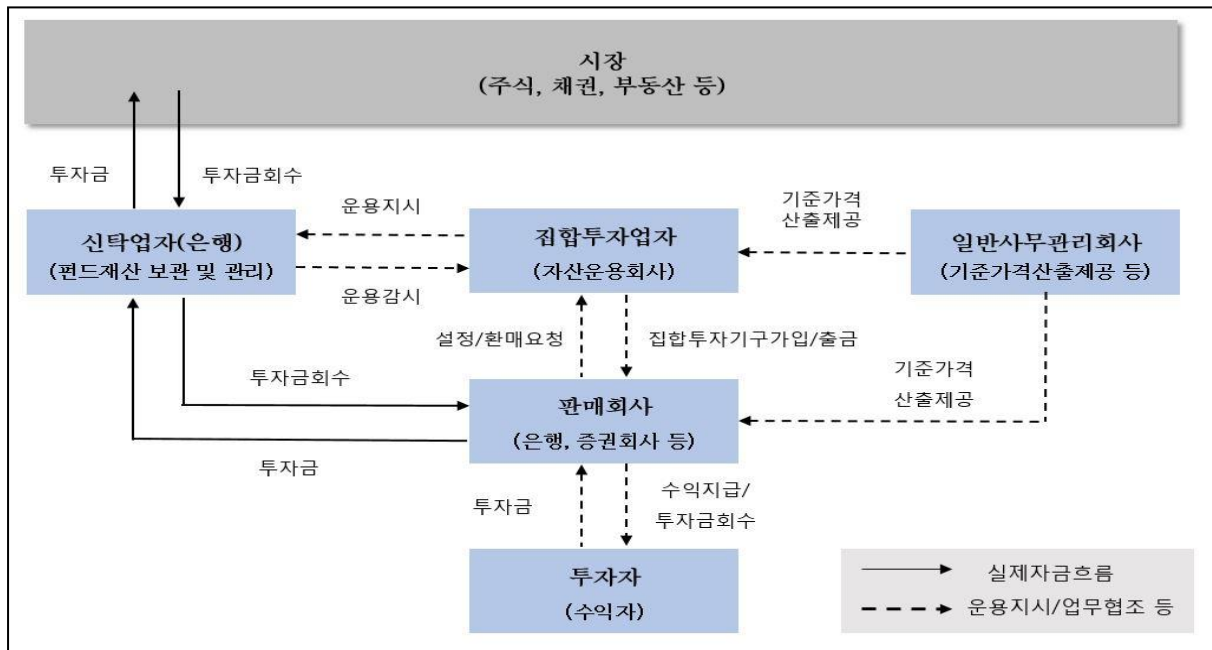 시장
(주식, 채권, 부동산 등)
투자금
투자금회수
운용지시
기준가격
산출제공
신탁업자(은행)
(펀드재산 보관 및 관리)
집합투자업자
(자산운용회사)
일반사무관리회사
(기준가격산출제공 등)
운용감시
설정/환매요청
집합투자기구가입/출금
투자금회수
기준가격
산출제공
판매회사
(은행, 증권회사 등)
투자금
투자금
수익지급/
투자금회수
투자자
(수익자)
실제자금흐름
운용지시/업무협조 등